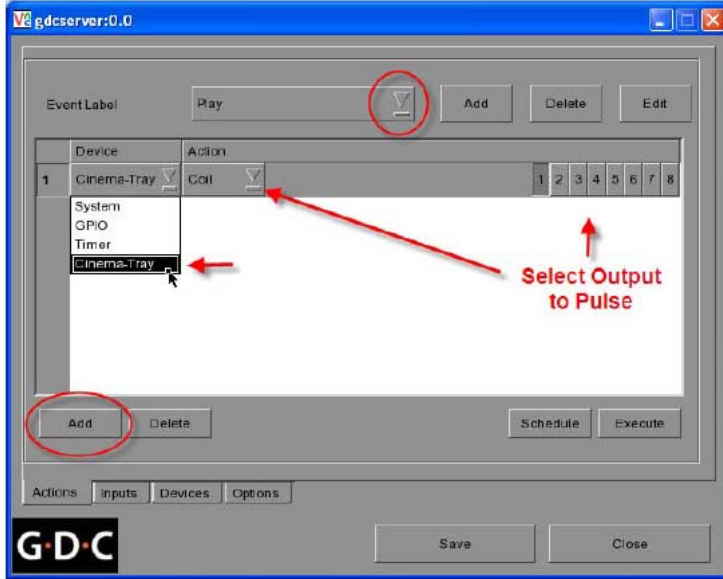 gdcserver:0.0
Event Label Play Add Delete Edit
Device Action
1 Cinema-Tray Coil 1 2 3 4 5 6 7 8
System
GPIO
Timer
Cinema-Tray
Select Output
to Pulse
Add Delete Schedule Execute
Actions Inputs Devices Options
G·D·C Save Close